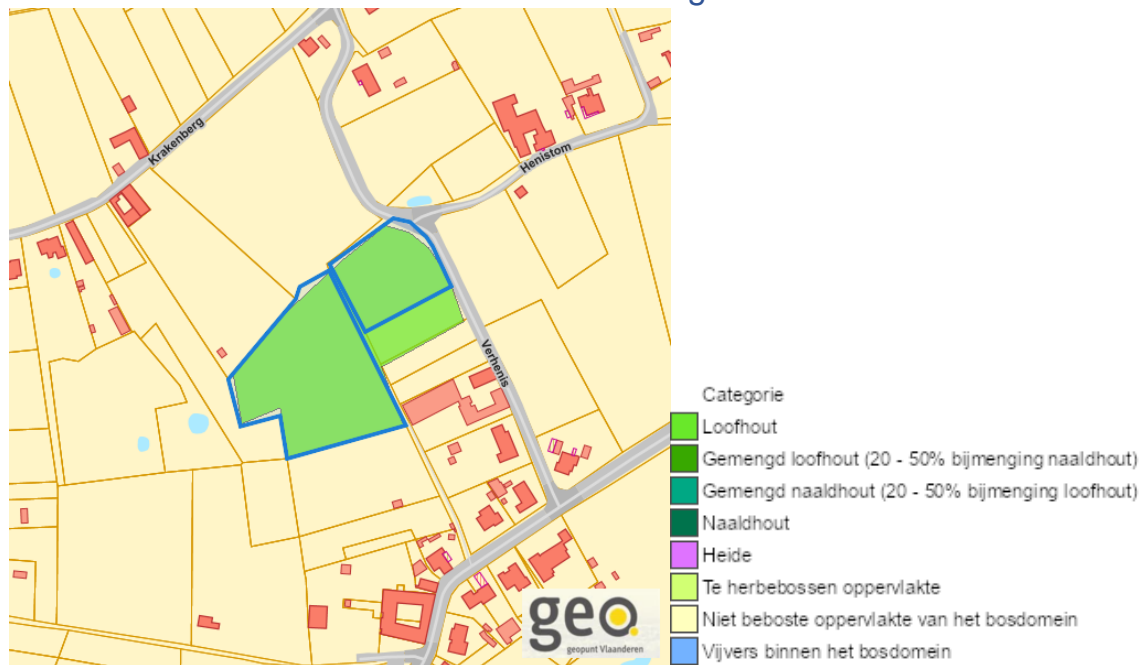 Krakenberg
Henistom
Verhenis
Categorie
Loofhout
Gemengd loofhout (20 - 50% bijmenging naaldhout)
Gemengd naaldhout (20 - 50% bijmenging loofhout)
Naaldhout
Heide
Te herbebossen oppervlakte
Niet beboste oppervlakte van het bosdomein
Vijvers binnen het bosdomein
geo
geopunt Vlaanderen